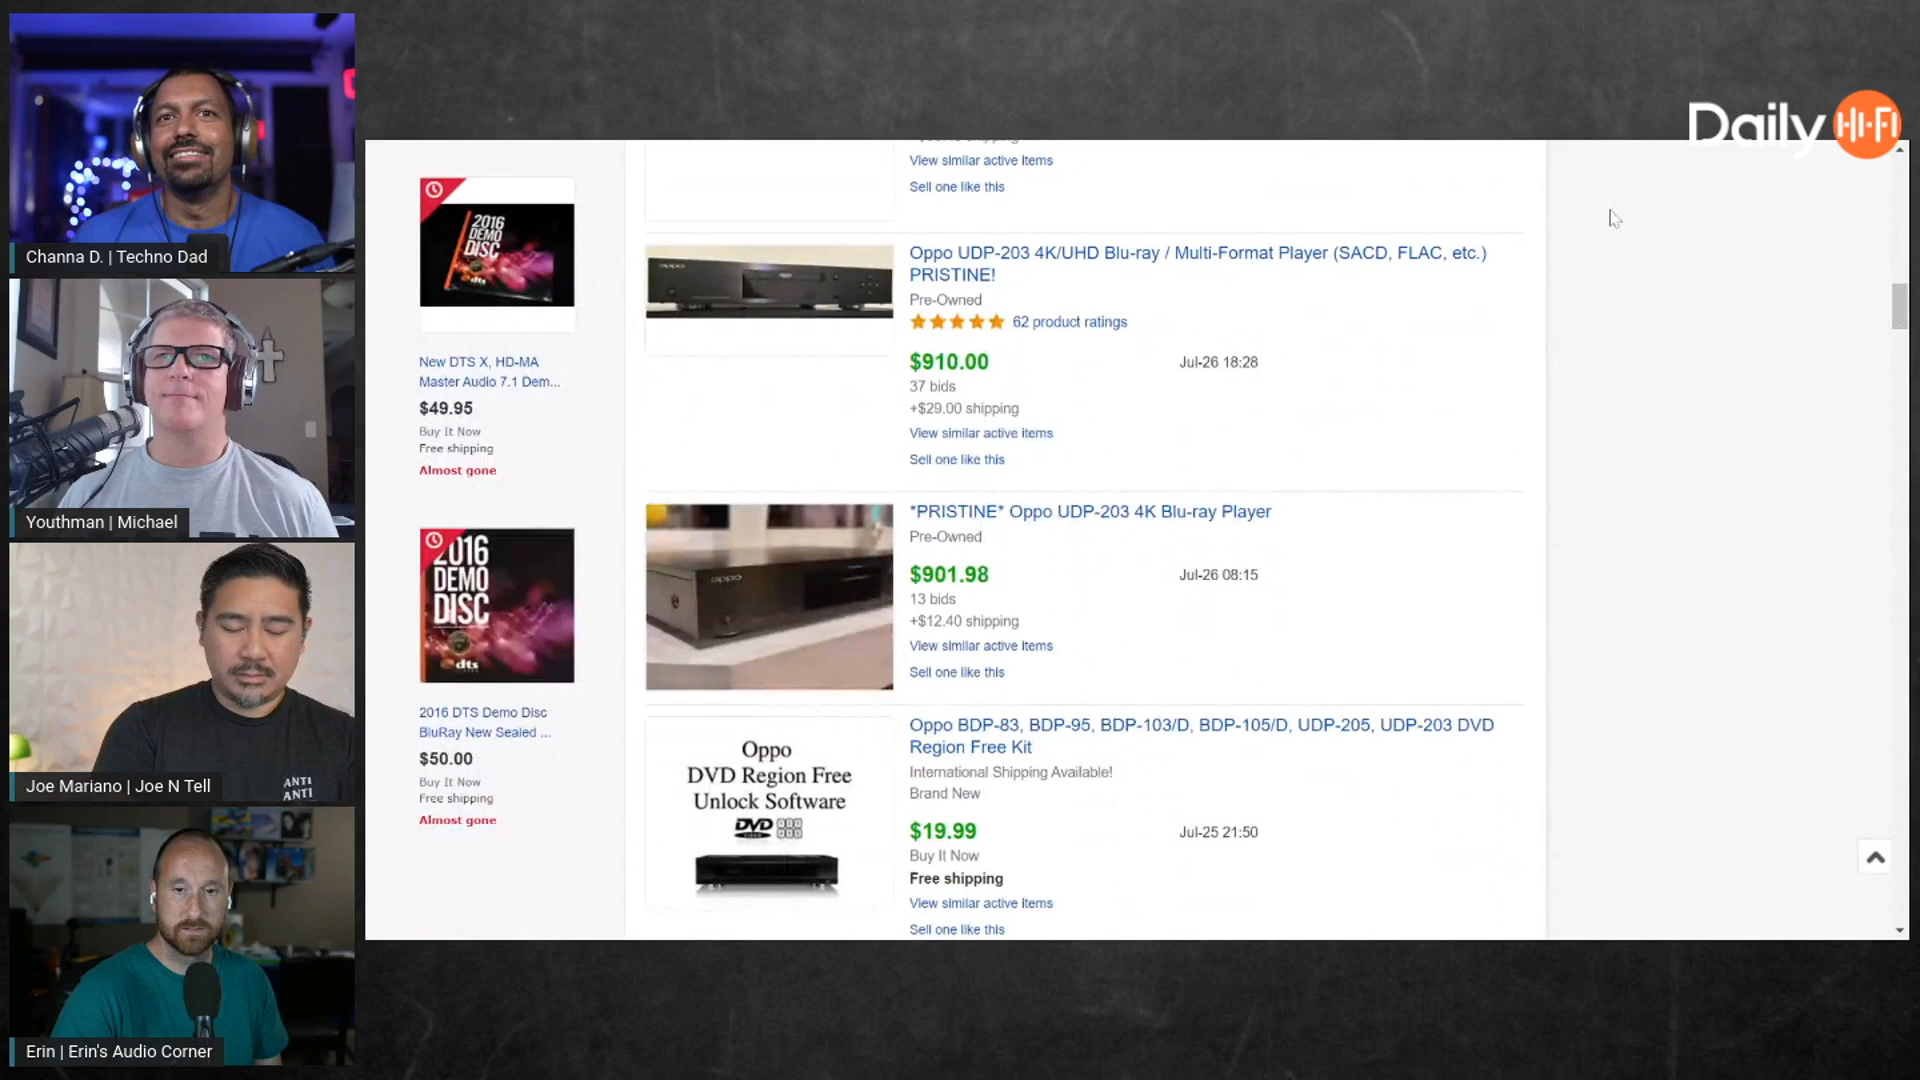 Daily HI-FI
Channa D. | Techno Dad
Youthman | Michael
Joe Mariano | Joe N Tell
ANTI
ANTI
Erin | Erin's Audio Corner
2016
DEMO
DISC
New DTS X, HD-MA
Master Audio 7.1 Dem...
$49.95
Buy It Now
Free shipping
Almost gone
2016
DEMO
DISC
dts
2016 DTS Demo Disc
BluRay New Sealed ...
$50.00
Buy It Now
Free shipping
Almost gone
View similar active items
Sell one like this
oppo
Oppo UDP-203 4K/UHD Blu-ray / Multi-Format Player (SACD, FLAC, etc.)
PRISTINE!
Pre-Owned
62 product ratings
$910.00
Jul-26 18:28
37 bids
+$29.00 shipping
View similar active items
Sell one like this
oppo
*PRISTINE* Oppo UDP-203 4K Blu-ray Player
Pre-Owned
$901.98
Jul-26 08:15
13 bids
+$12.40 shipping
View similar active items
Sell one like this
Oppo
DVD Region Free
Unlock Software
DVD
Oppo BDP-83, BDP-95, BDP-103/D, BDP-105/D, UDP-205, UDP-203 DVD
Region Free Kit
International Shipping Available!
Brand New
$19.99
Jul-25 21:50
Buy It Now
Free shipping
View similar active items
Sell one like this